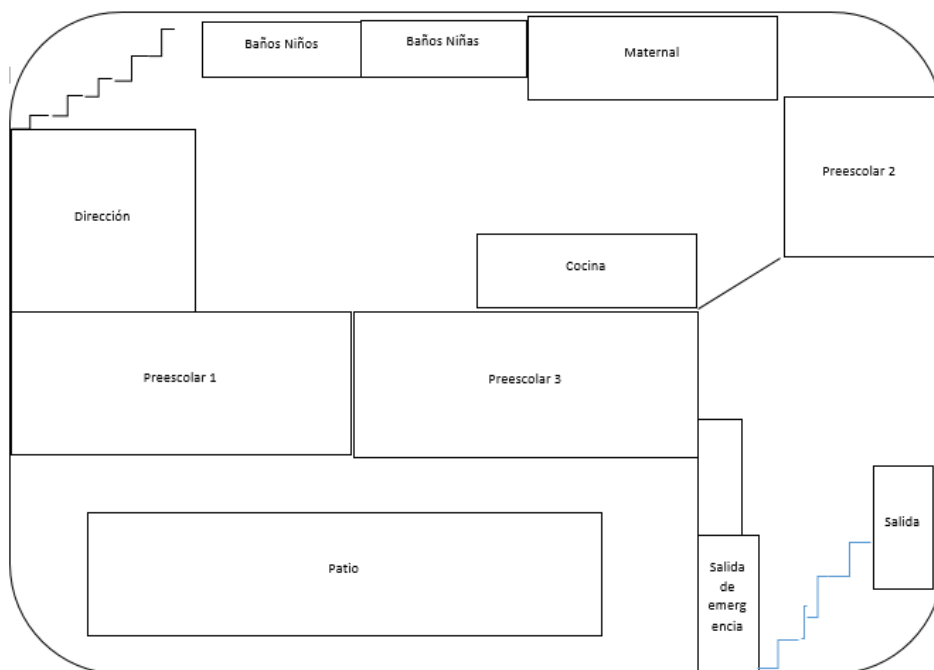 Baños Niños
Baños Niñas
Maternal
Preescolar 2
Dirección
Cocina
Preescolar 1
Preescolar 3
Salida
Patio
Salida
de
emerg
encia